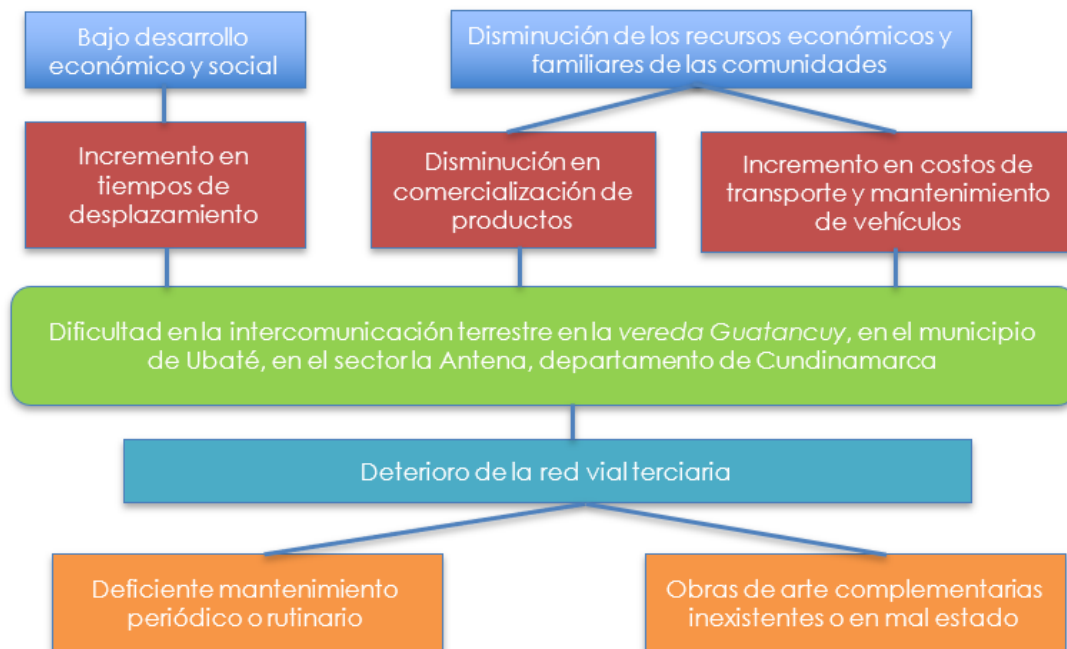 Bajo desarrollo
económico y social
Disminución de los recursos económicos y
familiares de las comunidades
Incremento en
tiempos de
desplazamiento
Disminución en
comercialización de
productos
Incremento en costos de
transporte y mantenimiento
de vehículos
Dificultad en la intercomunicación terrestre en la vereda Guatancuy, en el municipio
de Ubaté, en el sector la Antena, departamento de Cundinamarca
Deterioro de la red vial terciaria
Deficiente mantenimiento
periódico o rutinario
Obras de arte complementarias
inexistentes o en mal estado